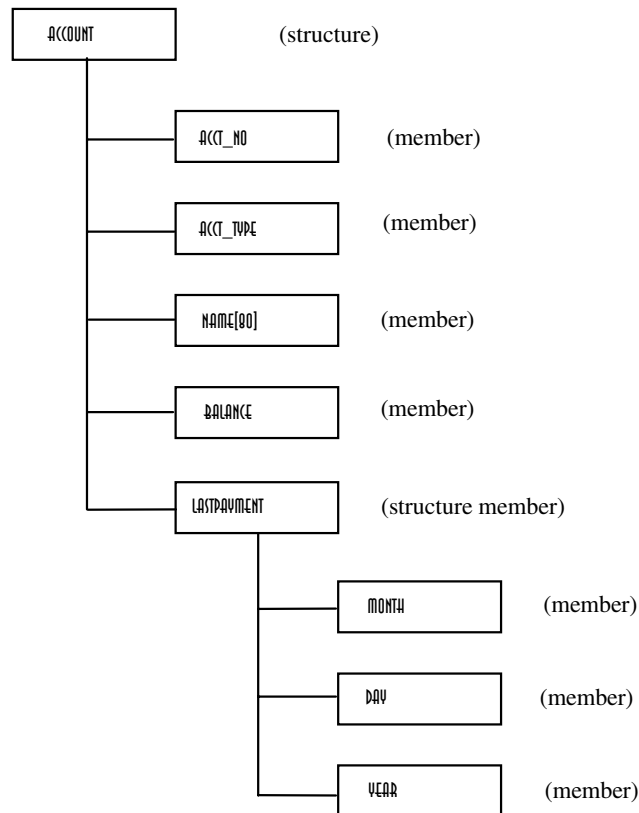 ACCOUNT (structure)
ACCT_NO (member)
ACCT_TYPE (member)
NAME[80] (member)
BALANCE (member)
LASTPAYMENT (structure member)
MONTH (member)
DAY (member)
YEAR (member)